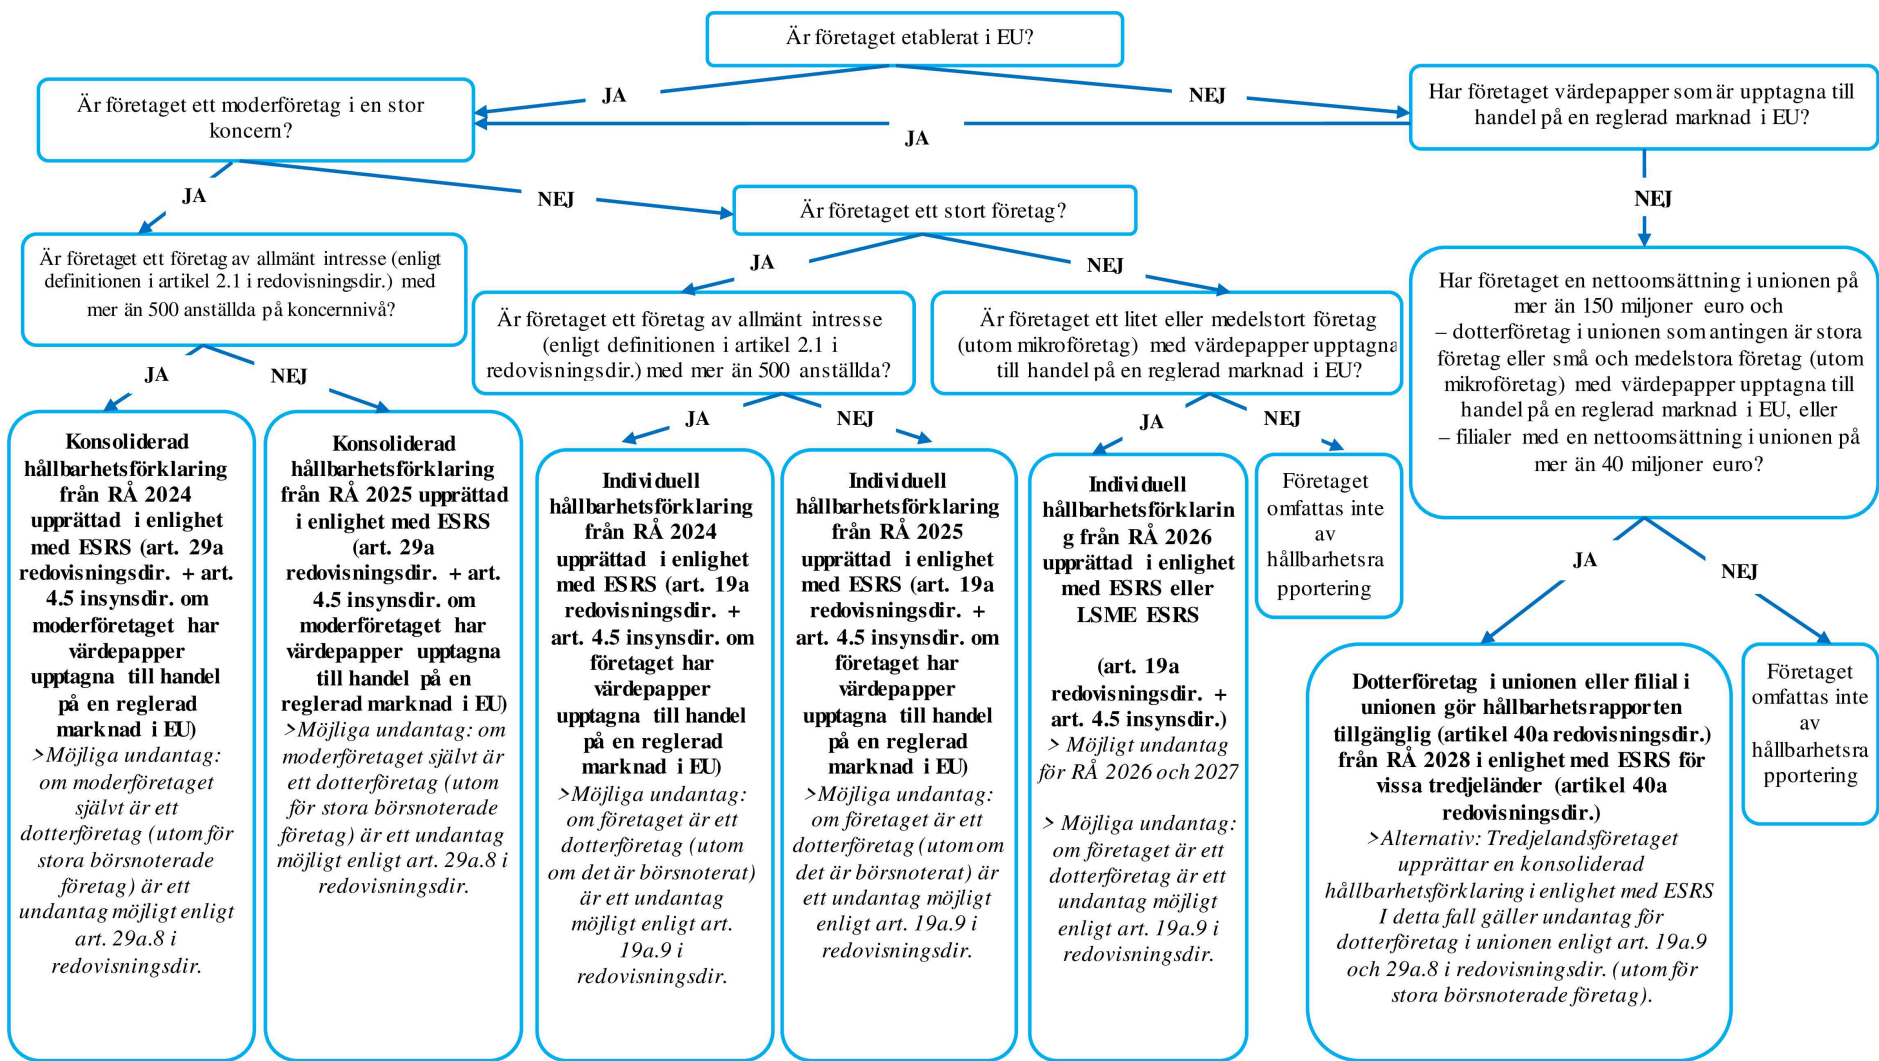 Är företaget etablerat i EU?
JA
NEJ
Är företaget ett moderföretag i en stor
koncern?
Har företaget värdepapper som är upptagna till
handel på en reglerad marknad i EU?
JA
JA
NEJ
NEJ
Är företaget ett stort företag?
Är företaget ett företag av allmänt intresse (enligt
definitionen i artikel 2.1 i redovisningsdir.) med
mer än 500 anställda på koncernnivå?
JA
NEJ
Är företaget ett företag av allmänt intresse
(enligt definitionen i artikel 2.1 i
redovisningsdir.) med mer än 500 anställda?
Är företaget ett litet eller medelstort företag
(utom mikroföretag) med värdepapper upptagna
till handel på en reglerad marknad i EU?
Har företaget en nettoomsättning i unionen på
mer än 150 miljoner euro och
– dotterföretag i unionen som antingen är stora
företag eller små och medelstora företag (utom
mikroföretag) med värdepapper upptagna till
handel på en reglerad marknad i EU, eller
– filialer med en nettoomsättning i unionen på
mer än 40 miljoner euro?
JA
NEJ
JA
NEJ
JA
NEJ
JA
NEJ
Konsoliderad
hållbarhetsförklaring
från RÅ 2024
upprättad i enlighet
med ESRS (art. 29a
redovisningsdir. + art.
4.5 insynsdir. om
moderföretaget har
värdepapper
upptagna till handel
på en reglerad
marknad i EU)
>Möjliga undantag:
om moderföretaget
självt är ett
dotterföretag (utom för
stora börsnoterade
företag) är ett
undantag möjligt enligt
art. 29a.8 i
redovisningsdir.
Konsoliderad
hållbarhetsförklaring
från RÅ 2025 upprättad
i enlighet med ESRS
(art. 29a
redovisningsdir. + art.
4.5 insynsdir. om
moderföretaget har
värdepapper upptagna
till handel på en
reglerad marknad i EU)
>Möjliga undantag: om
moderföretaget självt är
ett dotterföretag (utom
för stora börsnoterade
företag) är ett undantag
möjligt enligt art. 29a.8 i
redovisningsdir.
Individuell
hållbarhetsförklaring
från RÅ 2024
upprättad i enlighet
med ESRS (art. 19a
redovisningsdir. +
art. 4.5 insynsdir. om
företaget har
värdepapper
upptagna till handel
på en reglerad
marknad i EU)
>Möjliga undantag:
om företaget är ett
dotterföretag (utom
om det är börsnoterat)
är ett undantag
möjligt enligt art.
19a.9 i
redovisningsdir.
Individuell
hållbarhetsförklaring
från RÅ 2025
upprättad i enlighet
med ESRS (art. 19a
redovisningsdir. +
art. 4.5 insynsdir. om
företaget har
värdepapper
upptagna till handel
på en reglerad
marknad i EU)
>Möjliga undantag:
om företaget är ett
dotterföretag (utom om
det är börsnoterat) är
ett undantag möjligt
enligt art. 19a.9 i
redovisningsdir.
Individuell
hållbarhetsförklarin
g från RÅ 2026
upprättad i enlighet
med ESRS eller
LSME ESRS
(art. 19a
redovisningsdir. +
art. 4.5 insynsdir.)
> Möjligt undantag
för RÅ 2026 och 2027
> Möjliga undantag:
om företaget är ett
dotterföretag är ett
undantag möjligt
enligt art. 19a.9 i
redovisningsdir.
Företaget
omfattas inte
av
hållbarhetsra
pportering
Dotterföretag i unionen eller filial i
unionen gör hållbarhetsrapporten
tillgänglig (artikel 40a redovisningsdir.)
från RÅ 2028 i enlighet med ESRS för
vissa tredjeländer (artikel 40a
redovisningsdir.)
>Alternativ: Tredjelandsföretaget
upprättar en konsoliderad
hållbarhetsförklaring i enlighet med ESRS
I detta fall gäller undantag för
dotterföretag i unionen enligt art. 19a.9
och 29a.8 i redovisningsdir. (utom för
stora börsnoterade företag).
Företaget
omfattas inte
av
hållbarhetsra
pportering